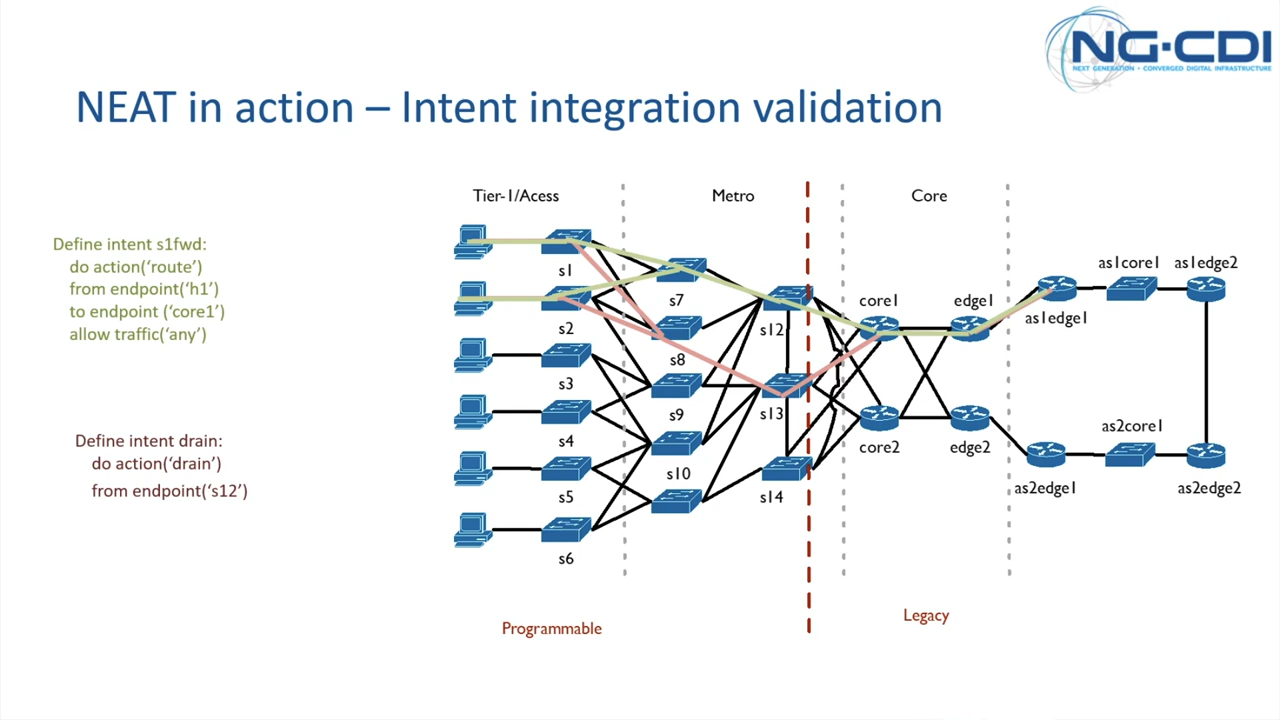 NG-CDI
NEXT GENERATION - CONVERGED DIGITAL INFRASTRUCTURE
NEAT in action – Intent integration validation
Tier-1/Acess
Metro
Core
Define intent s1fwd:
do action(‘route’)
from endpoint(‘h1’)
to endpoint (‘core1’)
allow traffic(‘any’)
Define intent drain:
do action(‘drain’)
from endpoint(‘s12’)
s1
s2
s3
s4
s5
s6
s7
s8
s9
s10
s12
s13
s14
core1
core2
edge1
edge2
as1edge1
as1core1
as1edge2
as2edge1
as2core1
as2edge2
Programmable
Legacy